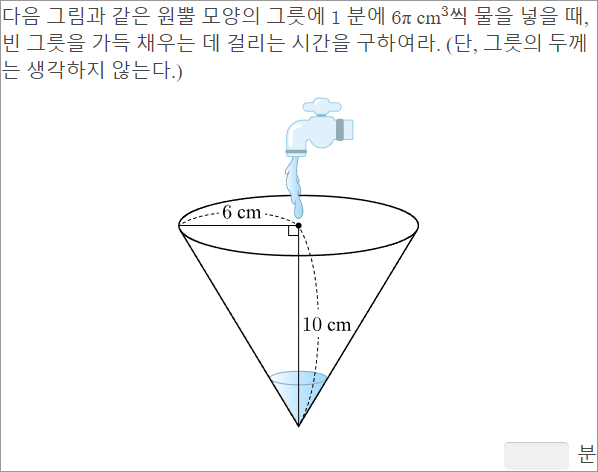 다음 그림과 같은 원뿔 모양의 그릇에 1 분에 6π cm³씩 물을 넣을 때,
빈 그릇을 가득 채우는 데 걸리는 시간을 구하여라. (단, 그릇의 두께
는 생각하지 않는다.)
6 cm
10 cm
분